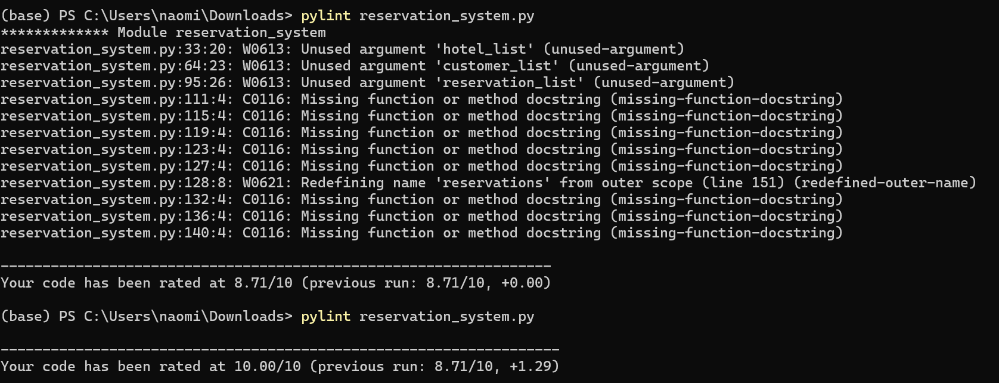 (base) PS C:\Users\naomi\Downloads> pylint reservation_system.py
************* Module reservation_system
reservation_system.py:33:20: W0613: Unused argument 'hotel_list' (unused-argument)
reservation_system.py:64:23: W0613: Unused argument 'customer_list' (unused-argument)
reservation_system.py:95:26: W0613: Unused argument 'reservation_list' (unused-argument)
reservation_system.py:111:4: C0116: Missing function or method docstring (missing-function-docstring)
reservation_system.py:115:4: C0116: Missing function or method docstring (missing-function-docstring)
reservation_system.py:119:4: C0116: Missing function or method docstring (missing-function-docstring)
reservation_system.py:123:4: C0116: Missing function or method docstring (missing-function-docstring)
reservation_system.py:127:4: C0116: Missing function or method docstring (missing-function-docstring)
reservation_system.py:128:8: W0621: Redefining name 'reservations' from outer scope (line 151) (redefined-outer-name)
reservation_system.py:132:4: C0116: Missing function or method docstring (missing-function-docstring)
reservation_system.py:136:4: C0116: Missing function or method docstring (missing-function-docstring)
reservation_system.py:140:4: C0116: Missing function or method docstring (missing-function-docstring)
------------------------------------------------------------------
Your code has been rated at 8.71/10 (previous run: 8.71/10, +0.00)
(base) PS C:\Users\naomi\Downloads> pylint reservation_system.py
-------------------------------------------------------------------
Your code has been rated at 10.00/10 (previous run: 8.71/10, +1.29)